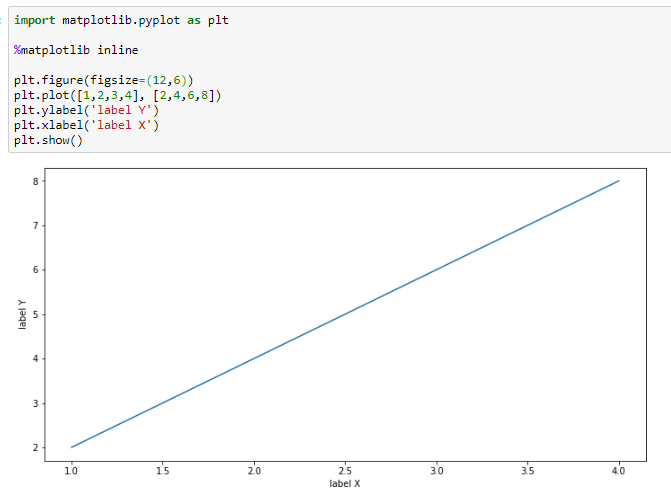 import matplotlib.pyplot as plt
%matplotlib inline
plt.figure(figsize=(12,6))
plt.plot([1,2,3,4], [2,4,6,8])
plt.ylabel('label Y')
plt.xlabel('label X')
plt.show()
8
7
6
5
4
3
2
label Y
1.0 1.5 2.0 2.5 3.0 3.5 4.0
label X